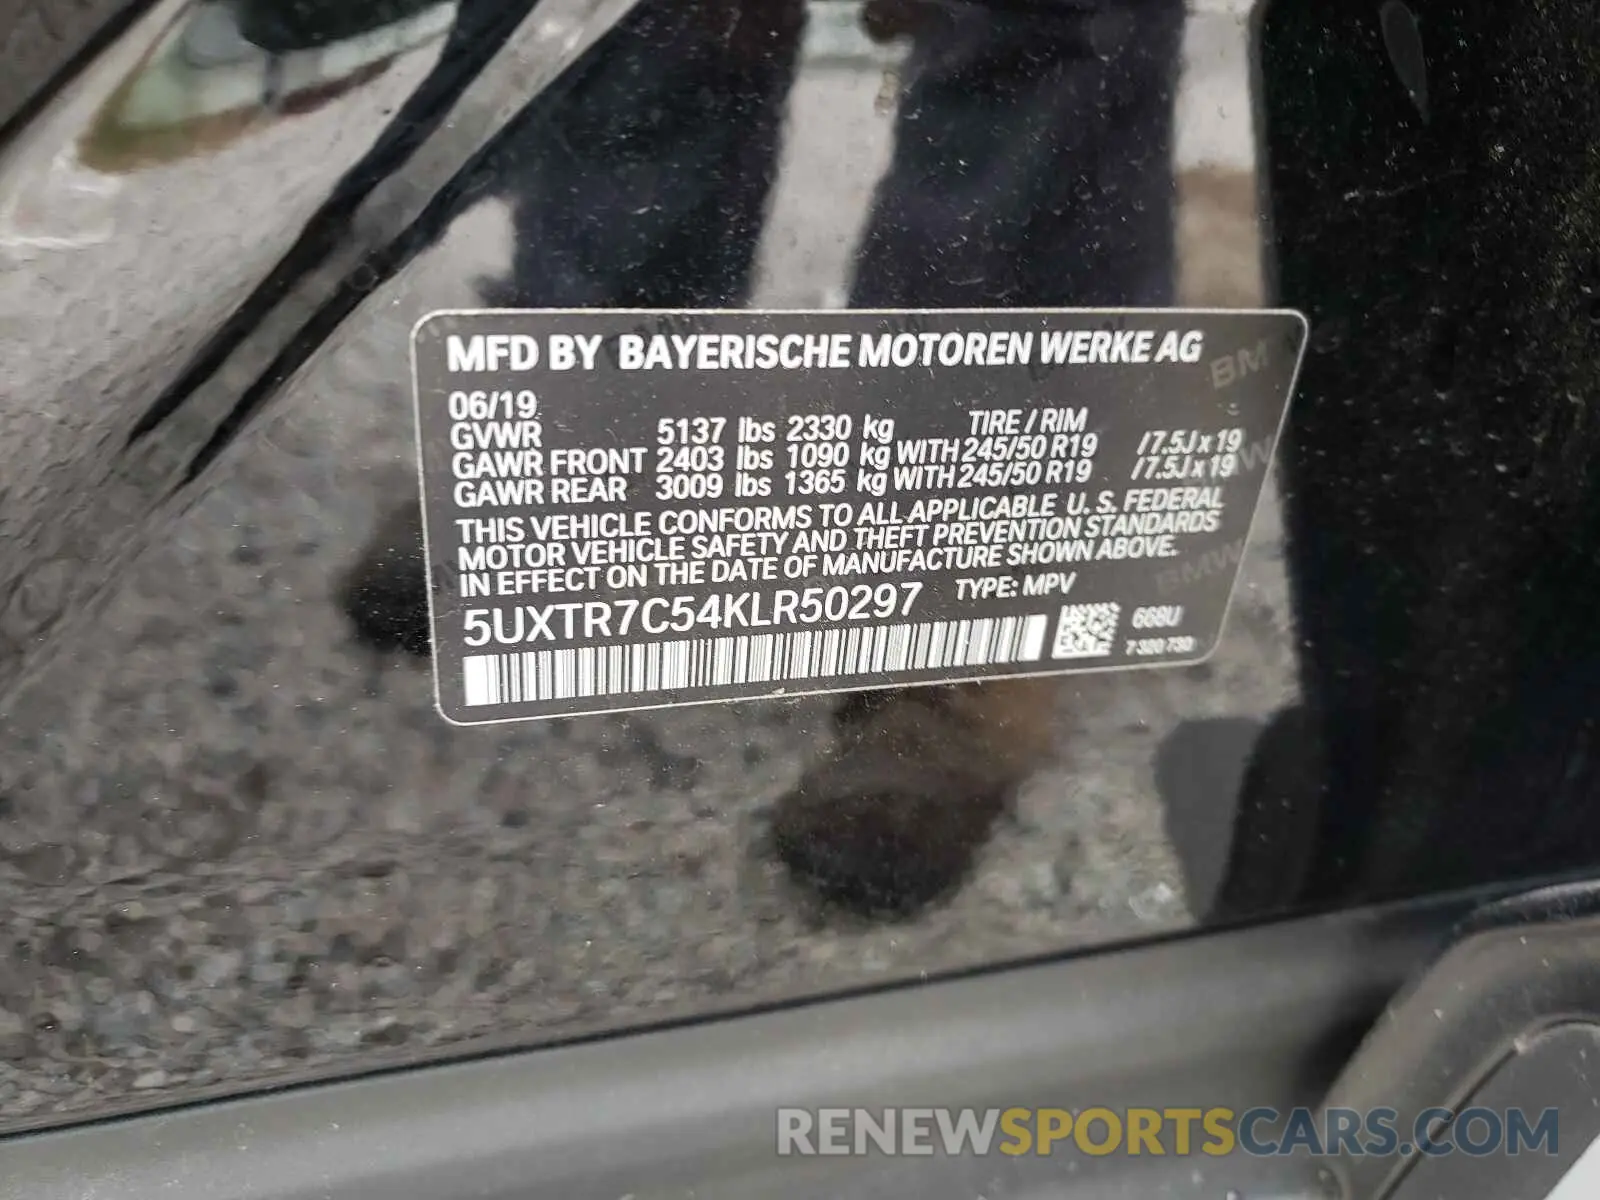 MFD BY BAYERISCHE MOTOREN WERKE AG
06/19
GVWR 5137 lbs 2330 kg TIRE / RIM
GAWR FRONT 2403 lbs 1090 kg WITH 245/50 R19 / 7.5J x 19
GAWR REAR 3009 lbs 1365 kg WITH 245/50 R19 / 7.5J x 19
THIS VEHICLE CONFORMS TO ALL APPLICABLE U. S. FEDERAL
MOTOR VEHICLE SAFETY AND THEFT PREVENTION STANDARDS
IN EFFECT ON THE DATE OF MANUFACTURE SHOWN ABOVE.
5UXTR7C54KLR50297 TYPE: MPV
668U
7 320 730
RENEWSPORTSCARS.COM